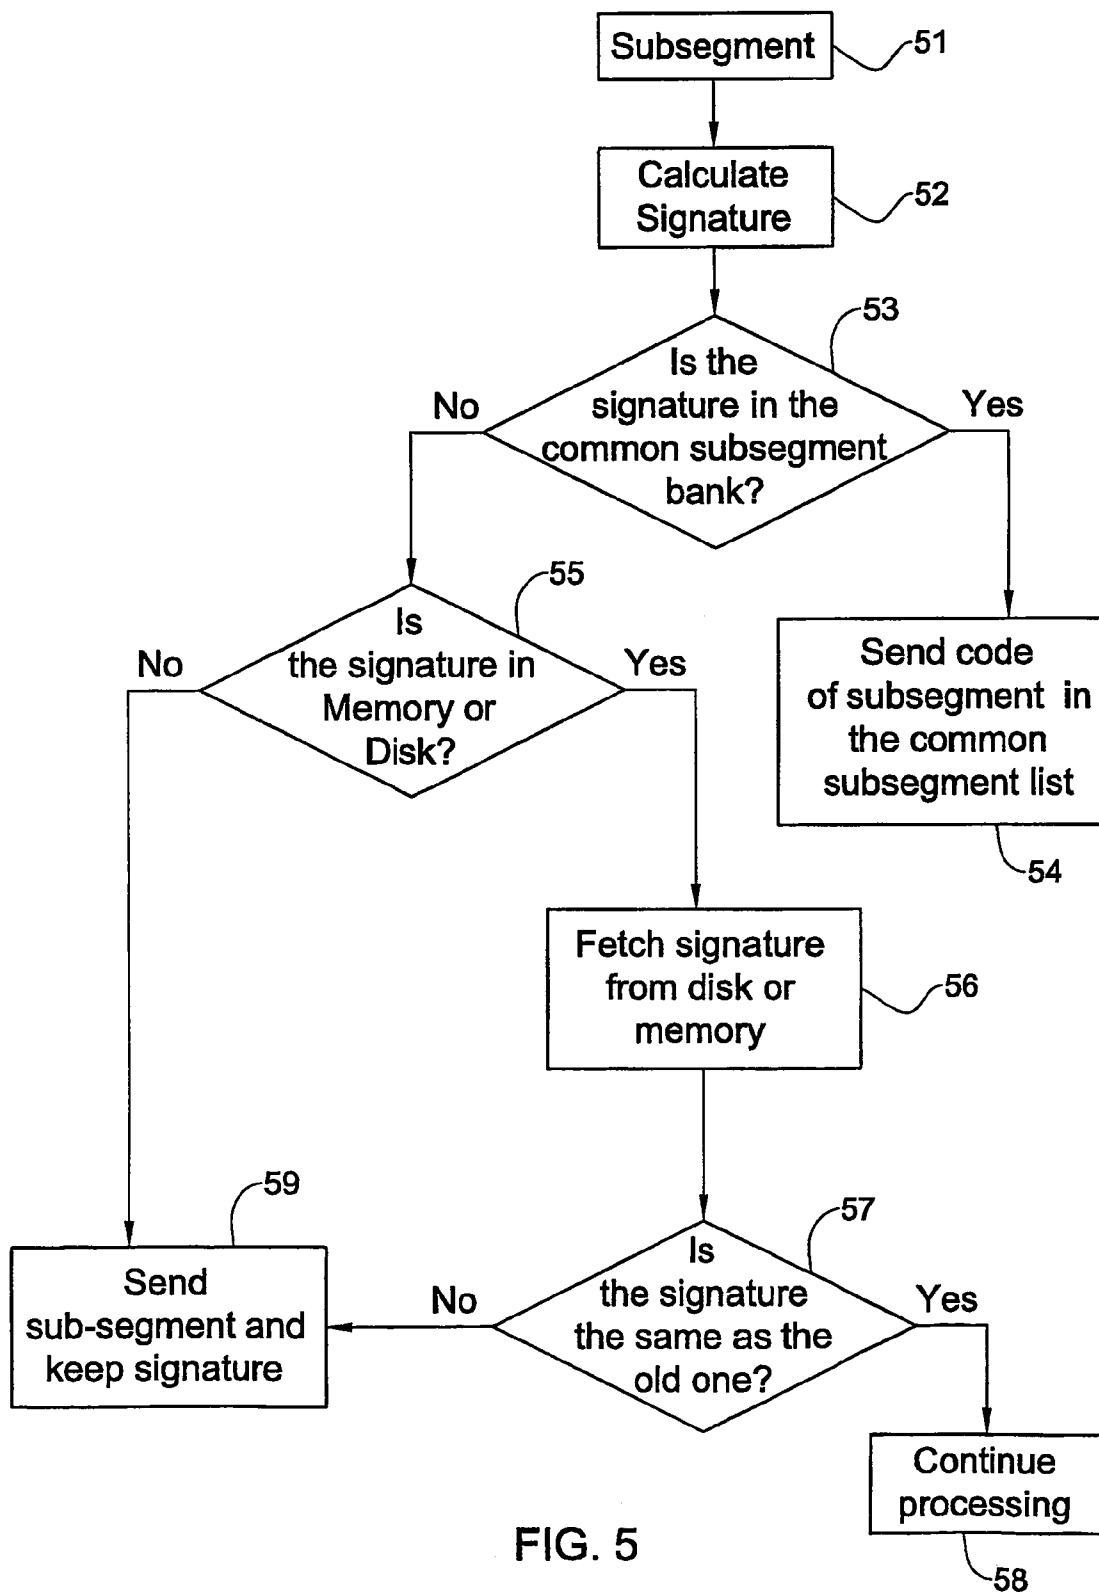 Subsegment
51
Calculate
Signature
52
53
Is the
signature in the
common subsegment
bank?
No
Yes
55
Is
the signature in
Memory or
Disk?
No
Yes
Send code
of subsegment in
the common
subsegment list
54
Fetch signature
from disk or
memory
56
59
Send
sub-segment and
keep signature
57
Is
the signature
the same as the
old one?
No
Yes
Continue
processing
58
FIG. 5